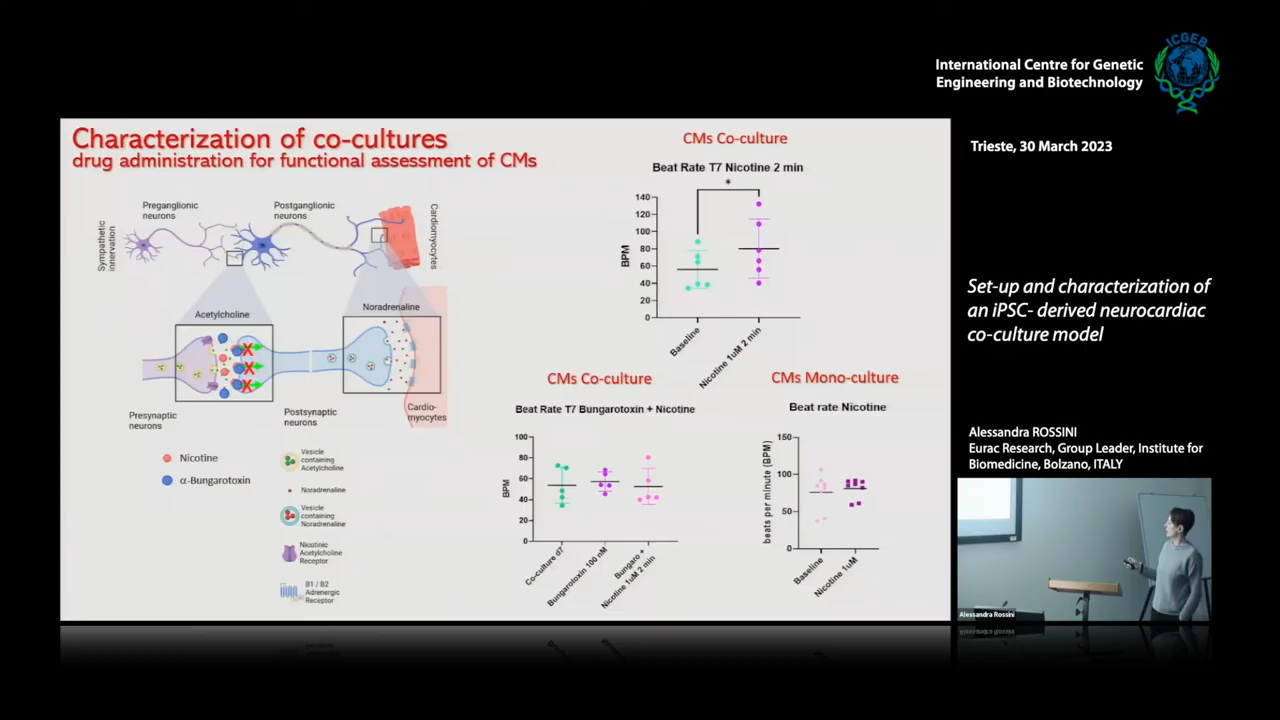 ICGEB
International Centre for Genetic
Engineering and Biotechnology
Trieste, 30 March 2023
Set-up and characterization of
an iPSC- derived neurocardiac
co-culture model
Alessandra ROSSINI
Eurac Research, Group Leader, Institute for
Biomedicine, Bolzano, ITALY
Alessandra Rossini
Characterization of co-cultures
drug administration for functional assessment of CMs
Sympathetic
innervation
Preganglionic
neurons
Postganglionic
neurons
Cardiomyocytes
Acetylcholine
Noradrenaline
X
X
X
Presynaptic
neurons
Postsynaptic
neurons
Cardio-
myocytes
Nicotine
α-Bungarotoxin
Vesicle
containing
Acetylcholine
Noradrenaline
Vesicle
containing
Noradrenaline
Nicotinic
Acetylcholine
Receptor
B1 / B2
Adrenergic
Receptor
CMs Co-culture
Beat Rate T7 Nicotine 2 min
*
BPM
140
120
100
80
60
40
20
0
Baseline
Nicotine 1uM 2 min
CMs Co-culture
Beat Rate T7 Bungarotoxin + Nicotine
BPM
100
80
60
40
20
0
Co-culture d7
Bungarotoxin 100 nM
Bungaro +
Nicotine 1uM 2 min
CMs Mono-culture
Beat rate Nicotine
beats per minute (BPM)
150
100
50
0
Baseline
Nicotine 1uM